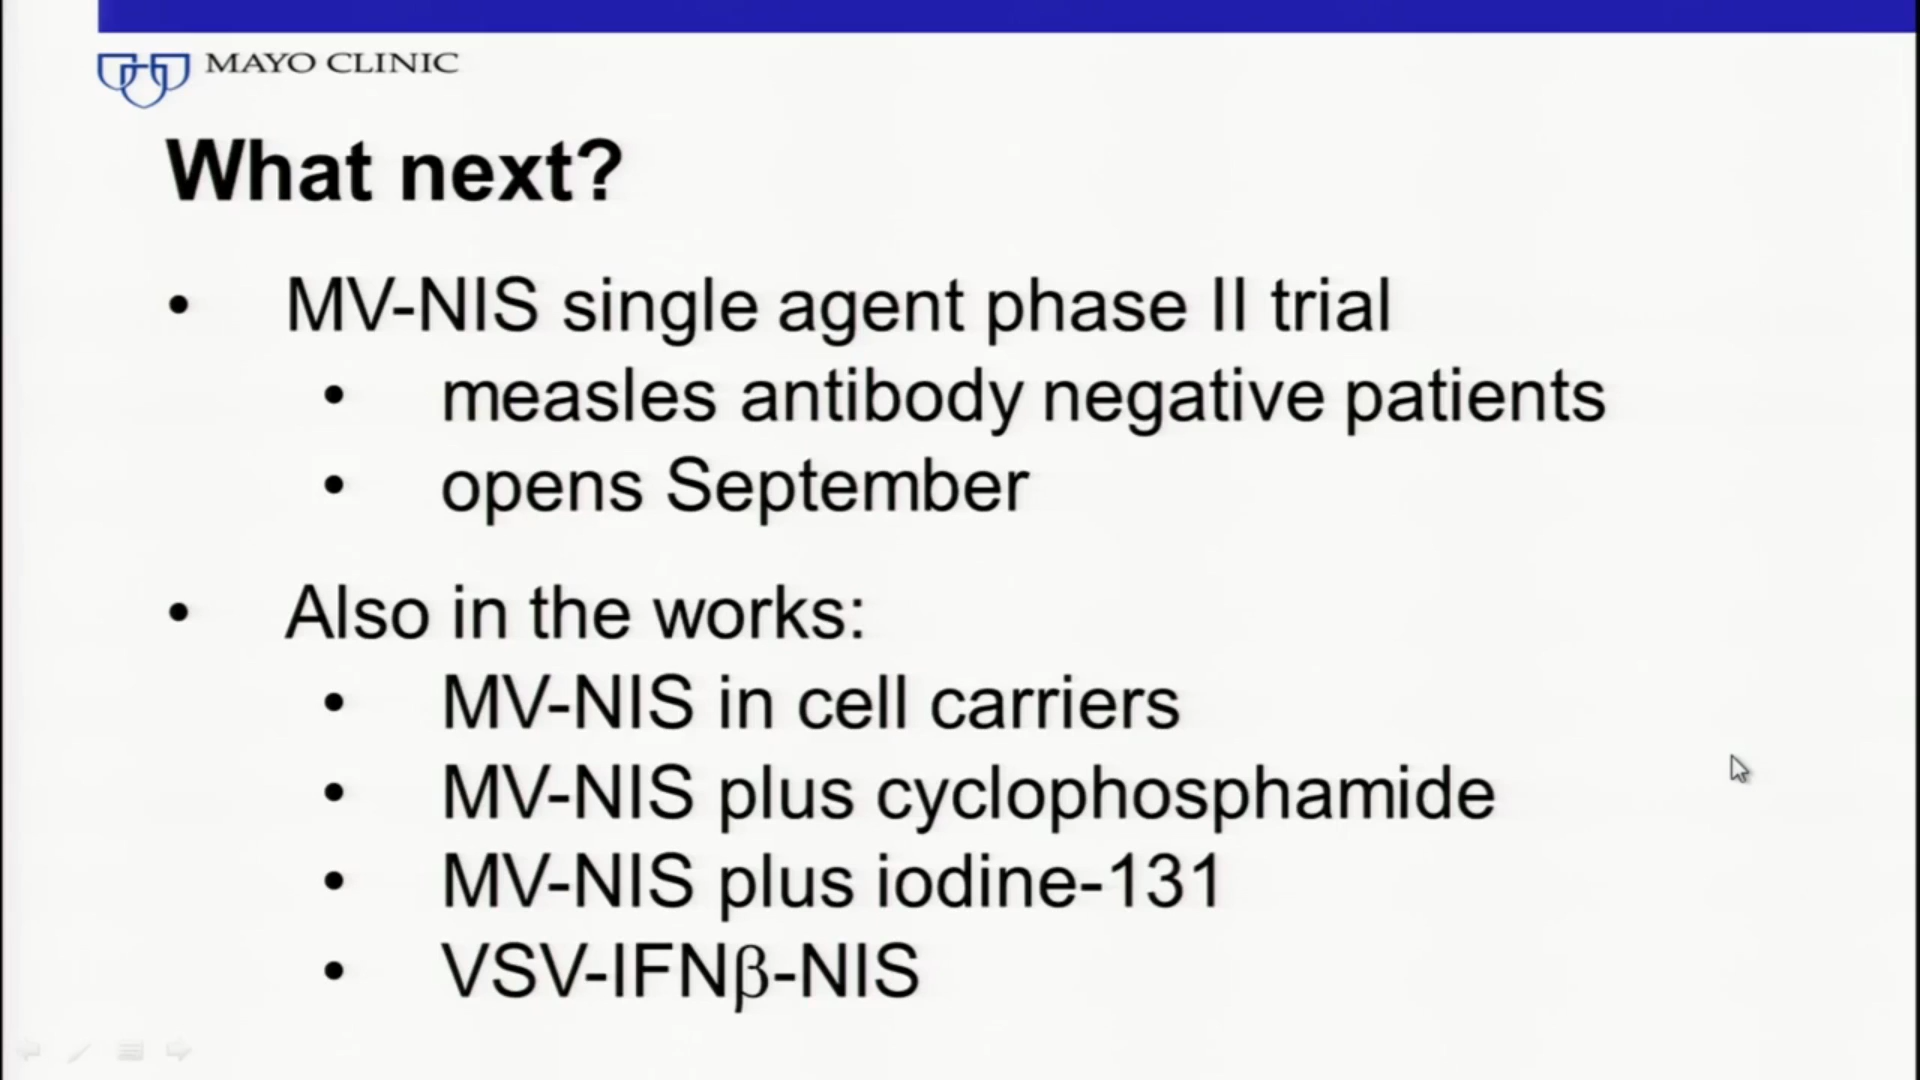 MAYO CLINIC
What next?
• MV-NIS single agent phase II trial
• measles antibody negative patients
• opens September
• Also in the works:
• MV-NIS in cell carriers
• MV-NIS plus cyclophosphamide
• MV-NIS plus iodine-131
• VSV-IFNβ-NIS